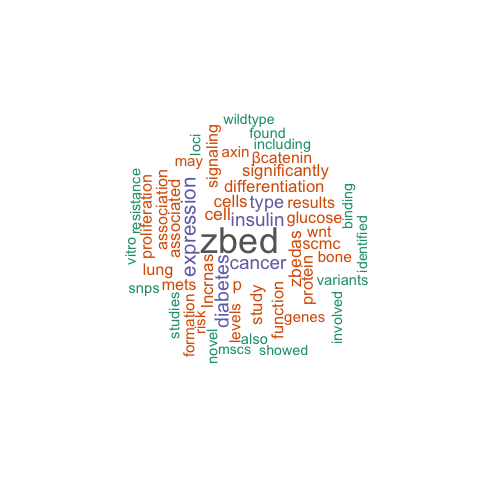 wildtype
found
including
loci
signaling
axin
βcatenin
may
significantly
differentiation
resistance
proliferation
association
associated
expression
cells
type
results
cell
insulin
glucose
binding
identified
zbed
wnt
scmc
zbedas
protein
bone
vitro
lung
cancer
lncrnas
diabetes
mets
snps
p
variants
studies
formation
risk
novel
levels
study
function
genes
involved
also
mscs
showed